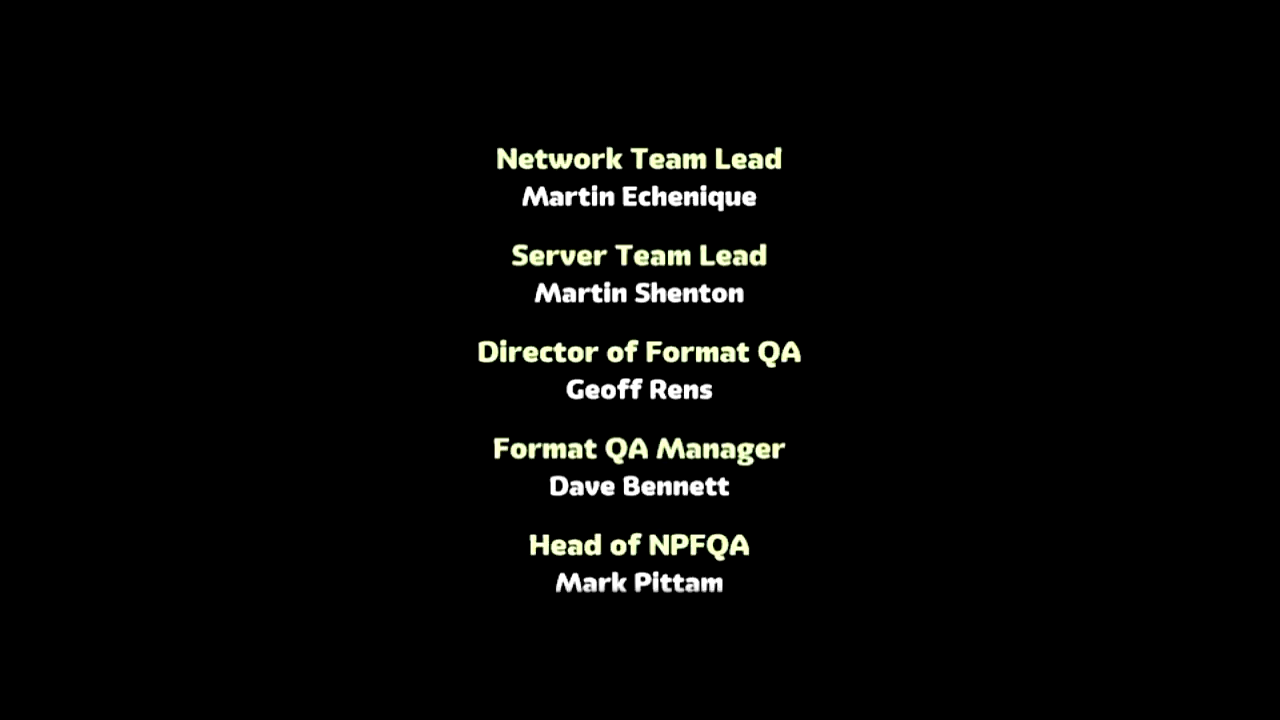 Network Team Lead
Martin Echenique
Server Team Lead
Martin Shenton
Director of Format QA
Geoff Rens
Format QA Manager
Dave Bennett
Head of NPFQA
Mark Pittam